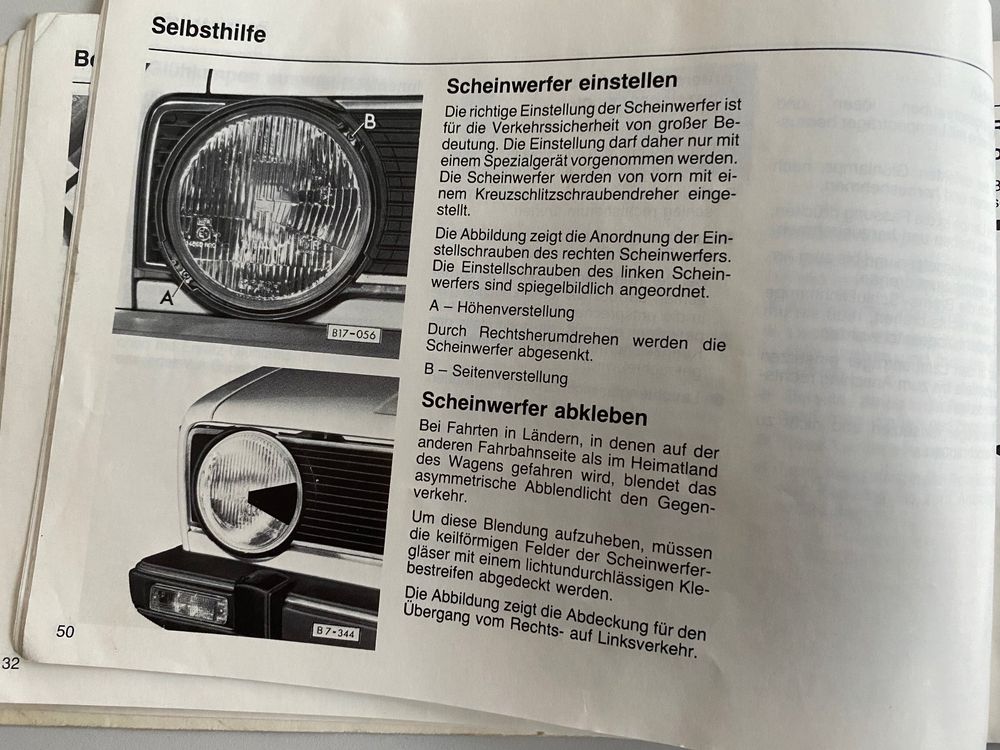 Selbsthilfe
Be
B
A
B17-056
B7-344
Scheinwerfer einstellen
Die richtige Einstellung der Scheinwerfer ist
für die Verkehrssicherheit von großer Be-
deutung. Die Einstellung darf daher nur mit
einem Spezialgerät vorgenommen werden.
Die Scheinwerfer werden von vorn mit ei-
nem Kreuzschlitzschraubendreher einge-
stellt.
Die Abbildung zeigt die Anordnung der Ein-
stellschrauben des rechten Scheinwerfers.
Die Einstellschrauben des linken Schein-
werfers sind spiegelbildlich angeordnet.
A – Höhenverstellung
Durch Rechtsherumdrehen werden die
Scheinwerfer abgesenkt.
B – Seitenverstellung
Scheinwerfer abkleben
Bei Fahrten in Ländern, in denen auf der
anderen Fahrbahnseite als im Heimatland
des Wagens gefahren wird, blendet das
asymmetrische Abblendlicht den Gegen-
verkehr.
Um diese Blendung aufzuheben, müssen
die keilförmigen Felder der Scheinwerfer-
gläser mit einem lichtundurchlässigen Kle-
bestreifen abgedeckt werden.
Die Abbildung zeigt die Abdeckung für den
Übergang vom Rechts- auf Linksverkehr.
50
32